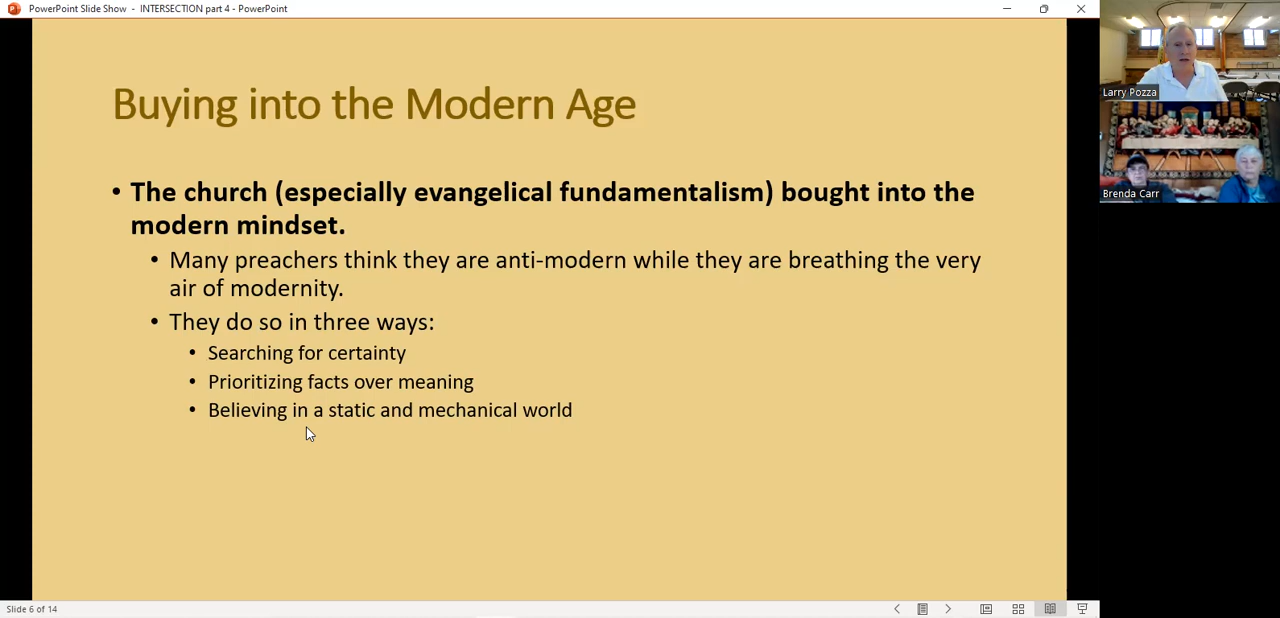 PowerPoint Slide Show - INTERSECTION part 4 - PowerPoint
Buying into the Modern Age
• The church (especially evangelical fundamentalism) bought into the
modern mindset.
• Many preachers think they are anti-modern while they are breathing the very
air of modernity.
• They do so in three ways:
• Searching for certainty
• Prioritizing facts over meaning
• Believing in a static and mechanical world
Larry Pozza
Brenda Carr
Slide 6 of 14